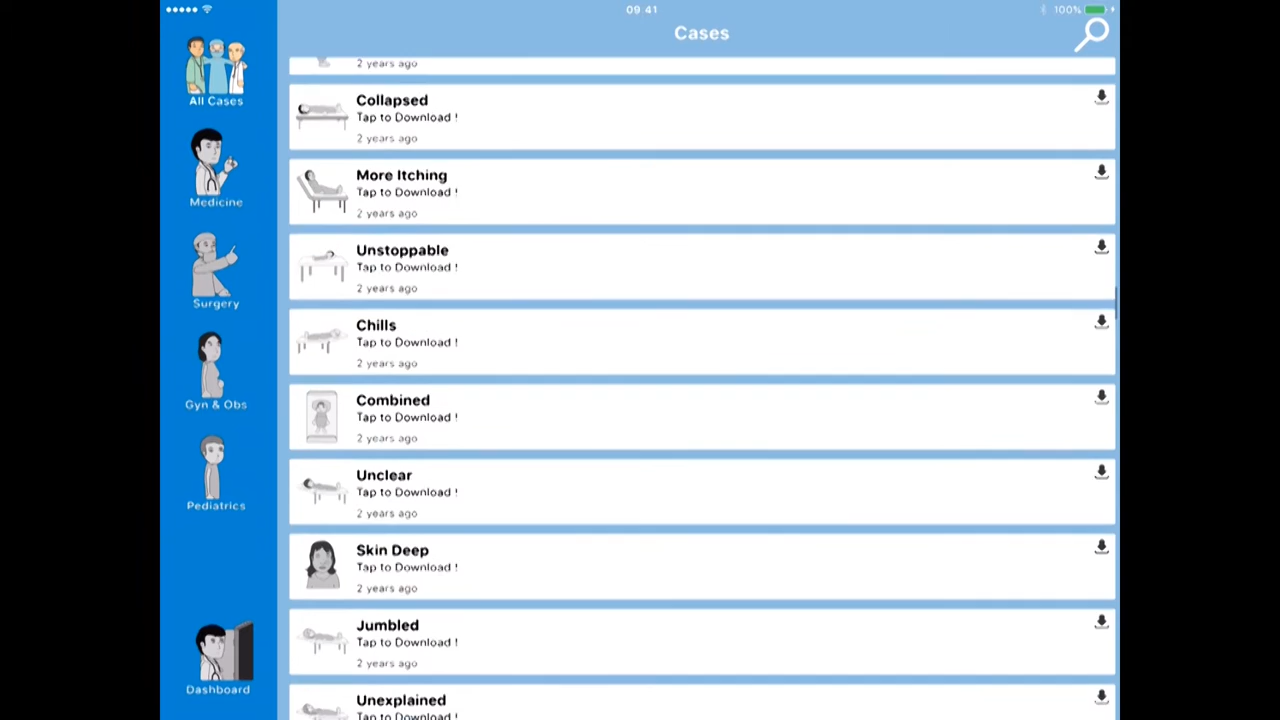 09:41
100%
Cases
All Cases
Medicine
Surgery
Gyn & Obs
Pediatrics
Dashboard
2 years ago
Collapsed
Tap to Download !
2 years ago
More Itching
Tap to Download !
2 years ago
Unstoppable
Tap to Download !
2 years ago
Chills
Tap to Download !
2 years ago
Combined
Tap to Download !
2 years ago
Unclear
Tap to Download !
2 years ago
Skin Deep
Tap to Download !
2 years ago
Jumbled
Tap to Download !
2 years ago
Unexplained
Tap to Download !